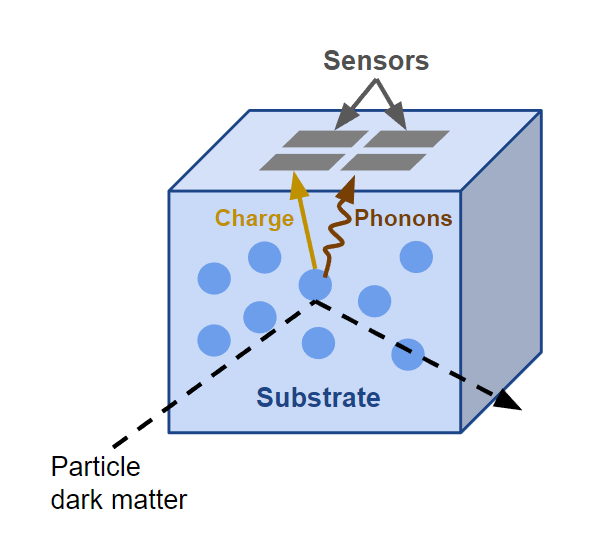 Sensors
Charge
Phonons
Substrate
Particle
dark matter